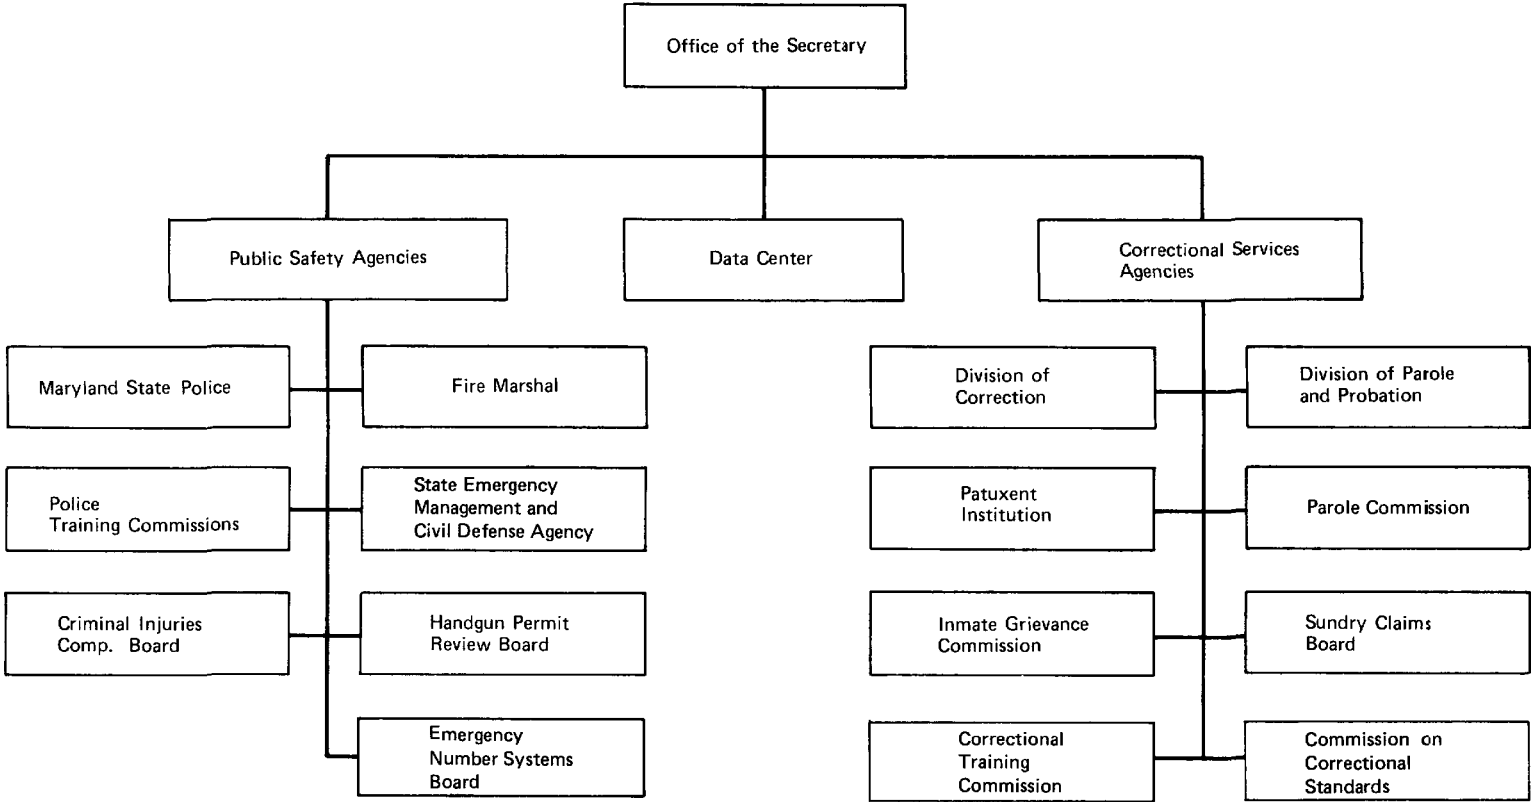 Office of the Secretary
Public Safety Agencies
Data Center
Correctional Services
Agencies
Maryland State Police
Fire Marshal
Division of
Correction
Division of Parole
and Probation
Police
Training Commissions
State Emergency
Management and
Civil Defense Agency
Patuxent
Institution
Parole Commission
Criminal Injuries
Comp. Board
Handgun Permit
Review Board
Inmate Grievance
Commission
Sundry Claims
Board
Emergency
Number Systems
Board
Correctional
Training
Commission
Commission on
Correctional
Standards